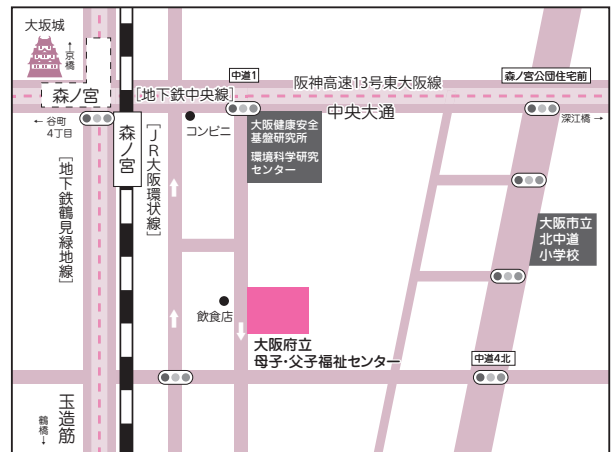 大坂城
↑京橋
森ノ宮
[地下鉄中央線]
中道1
阪神高速13号東大阪線
森ノ宮公団住宅前
中央大通
← 谷町
4丁目
深江橋 →
森ノ宮
[JR大阪環状線]
コンビニ
大阪健康安全
基盤研究所
環境科学研究
センター
[地下鉄鶴見緑地線]
大阪市立
北中道
小学校
飲食店
大阪府立
母子・父子福祉センター
中道4北
玉造筋
鶴橋↓